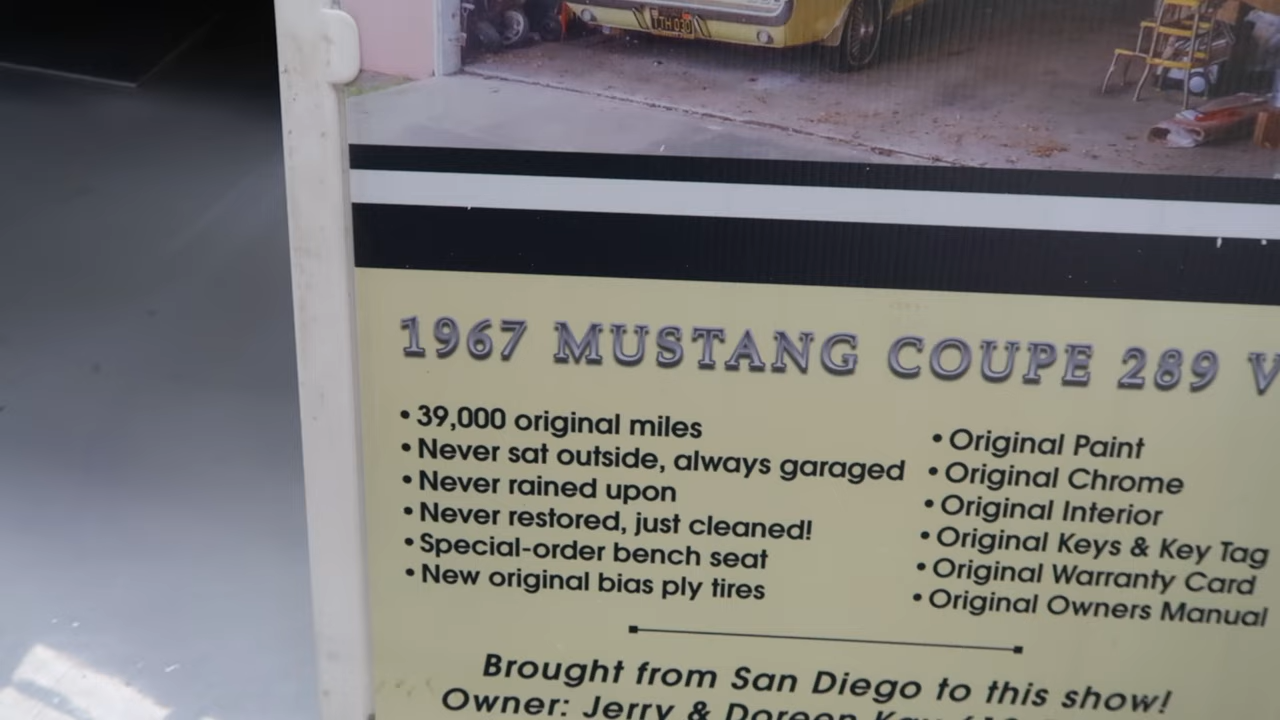 1967 MUSTANG COUPE 289 V
• 39,000 original miles
• Never sat outside, always garaged
• Never rained upon
• Never restored, just cleaned!
• Special-order bench seat
• New original bias ply tires
• Original Paint
• Original Chrome
• Original Interior
• Original Keys & Key Tag
• Original Warranty Card
• Original Owners Manual
Brought from San Diego to this show!
Owner: Jerry & Doreen